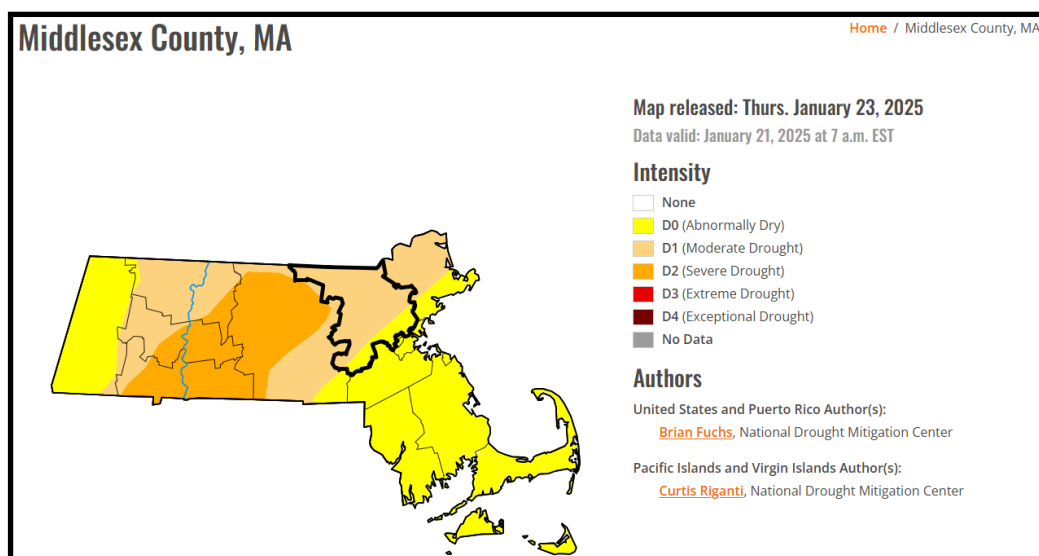 Middlesex County, MA
Home / Middlesex County, MA
Map released: Thurs. January 23, 2025
Data valid: January 21, 2025 at 7 a.m. EST
Intensity
None
D0 (Abnormally Dry)
D1 (Moderate Drought)
D2 (Severe Drought)
D3 (Extreme Drought)
D4 (Exceptional Drought)
No Data
Authors
United States and Puerto Rico Author(s):
Brian Fuchs, National Drought Mitigation Center
Pacific Islands and Virgin Islands Author(s):
Curtis Riganti, National Drought Mitigation Center